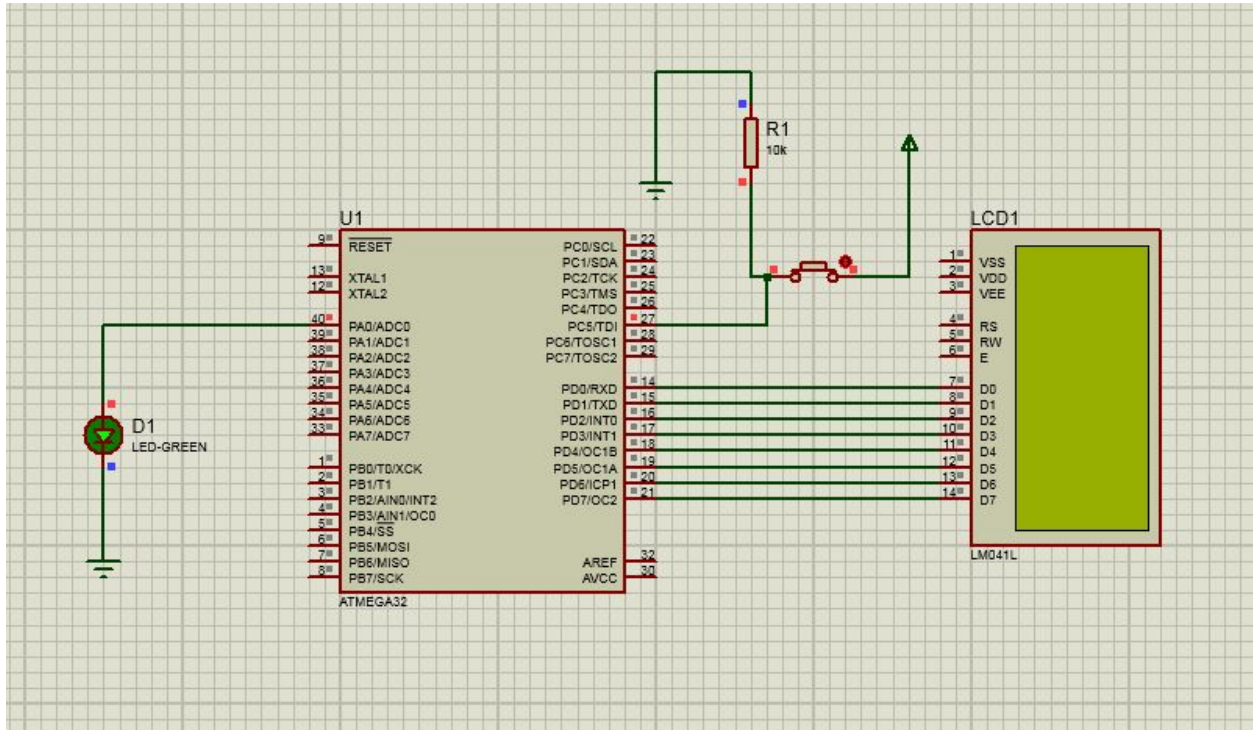 R1
10k
U1
LCD1
9 RESET
13 XTAL1
12 XTAL2
40 PA0/ADC0
39 PA1/ADC1
38 PA2/ADC2
37 PA3/ADC3
36 PA4/ADC4
35 PA5/ADC5
34 PA6/ADC6
33 PA7/ADC7
1 PB0/T0/XCK
2 PB1/T1
3 PB2/AIN0/INT2
4 PB3/AIN1/OC0
5 PB4/SS
6 PB5/MOSI
7 PB6/MISO
8 PB7/SCK
PC0/SCL 22
PC1/SDA 23
PC2/TCK 24
PC3/TMS 25
PC4/TDO 26
PC5/TDI 27
PC6/TOSC1 28
PC7/TOSC2 29
PD0/RXD 14
PD1/TXD 15
PD2/INT0 16
PD3/INT1 17
PD4/OC1B 18
PD5/OC1A 19
PD6/ICP1 20
PD7/OC2 21
AREF 32
AVCC 30
ATMEGA32
D1
LED-GREEN
1 VSS
2 VDD
3 VEE
4 RS
5 RW
6 E
7 D0
8 D1
9 D2
10 D3
11 D4
12 D5
13 D6
14 D7
LM041L